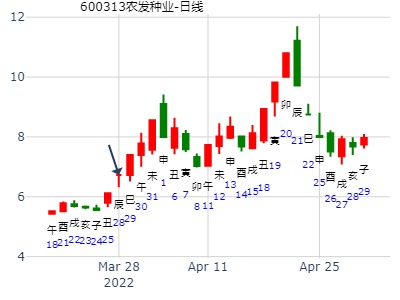 600313农发种业-日线
12
10
8
6
4
午 酉 戌 亥 子 丑 辰 巳 午 未 申 丑 寅 卯 午 未 申 酉 戌 丑 寅 卯 辰 巳 申 酉 戌 亥 子
18 21 22 23 24 25 28 29 30 31 1 6 7 8 11 12 13 14 15 18 19 20 21 22 25 26 27 28 29
Mar 28 Apr 11 Apr 25
2022